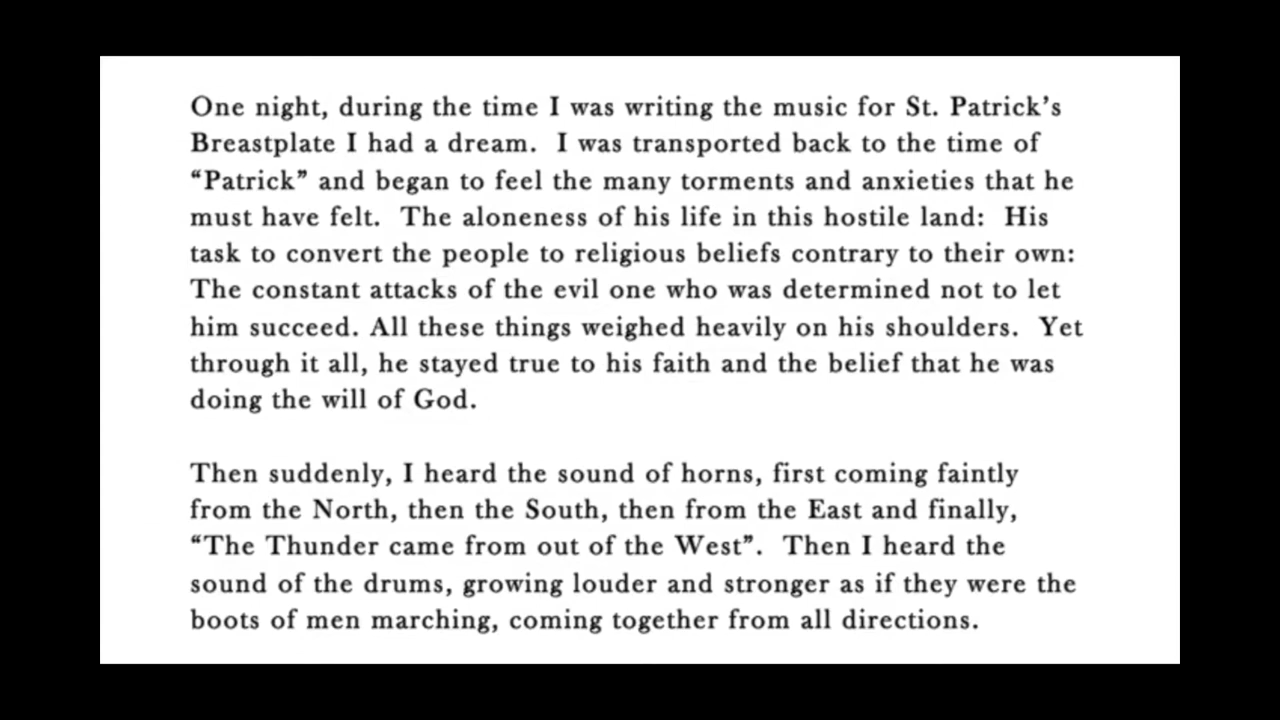 One night, during the time I was writing the music for St. Patrick’s
Breastplate I had a dream.  I was transported back to the time of
“Patrick” and began to feel the many torments and anxieties that he
must have felt.  The aloneness of his life in this hostile land:  His
task to convert the people to religious beliefs contrary to their own:
The constant attacks of the evil one who was determined not to let
him succeed. All these things weighed heavily on his shoulders.  Yet
through it all, he stayed true to his faith and the belief that he was
doing the will of God.
Then suddenly, I heard the sound of horns, first coming faintly
from the North, then the South, then from the East and finally,
“The Thunder came from out of the West”.  Then I heard the
sound of the drums, growing louder and stronger as if they were the
boots of men marching, coming together from all directions.